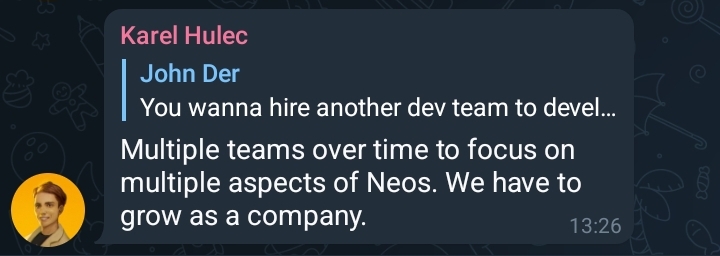 Karel Hulec
John Der
You wanna hire another dev team to devel...
Multiple teams over time to focus on
multiple aspects of Neos. We have to
grow as a company.
13:26